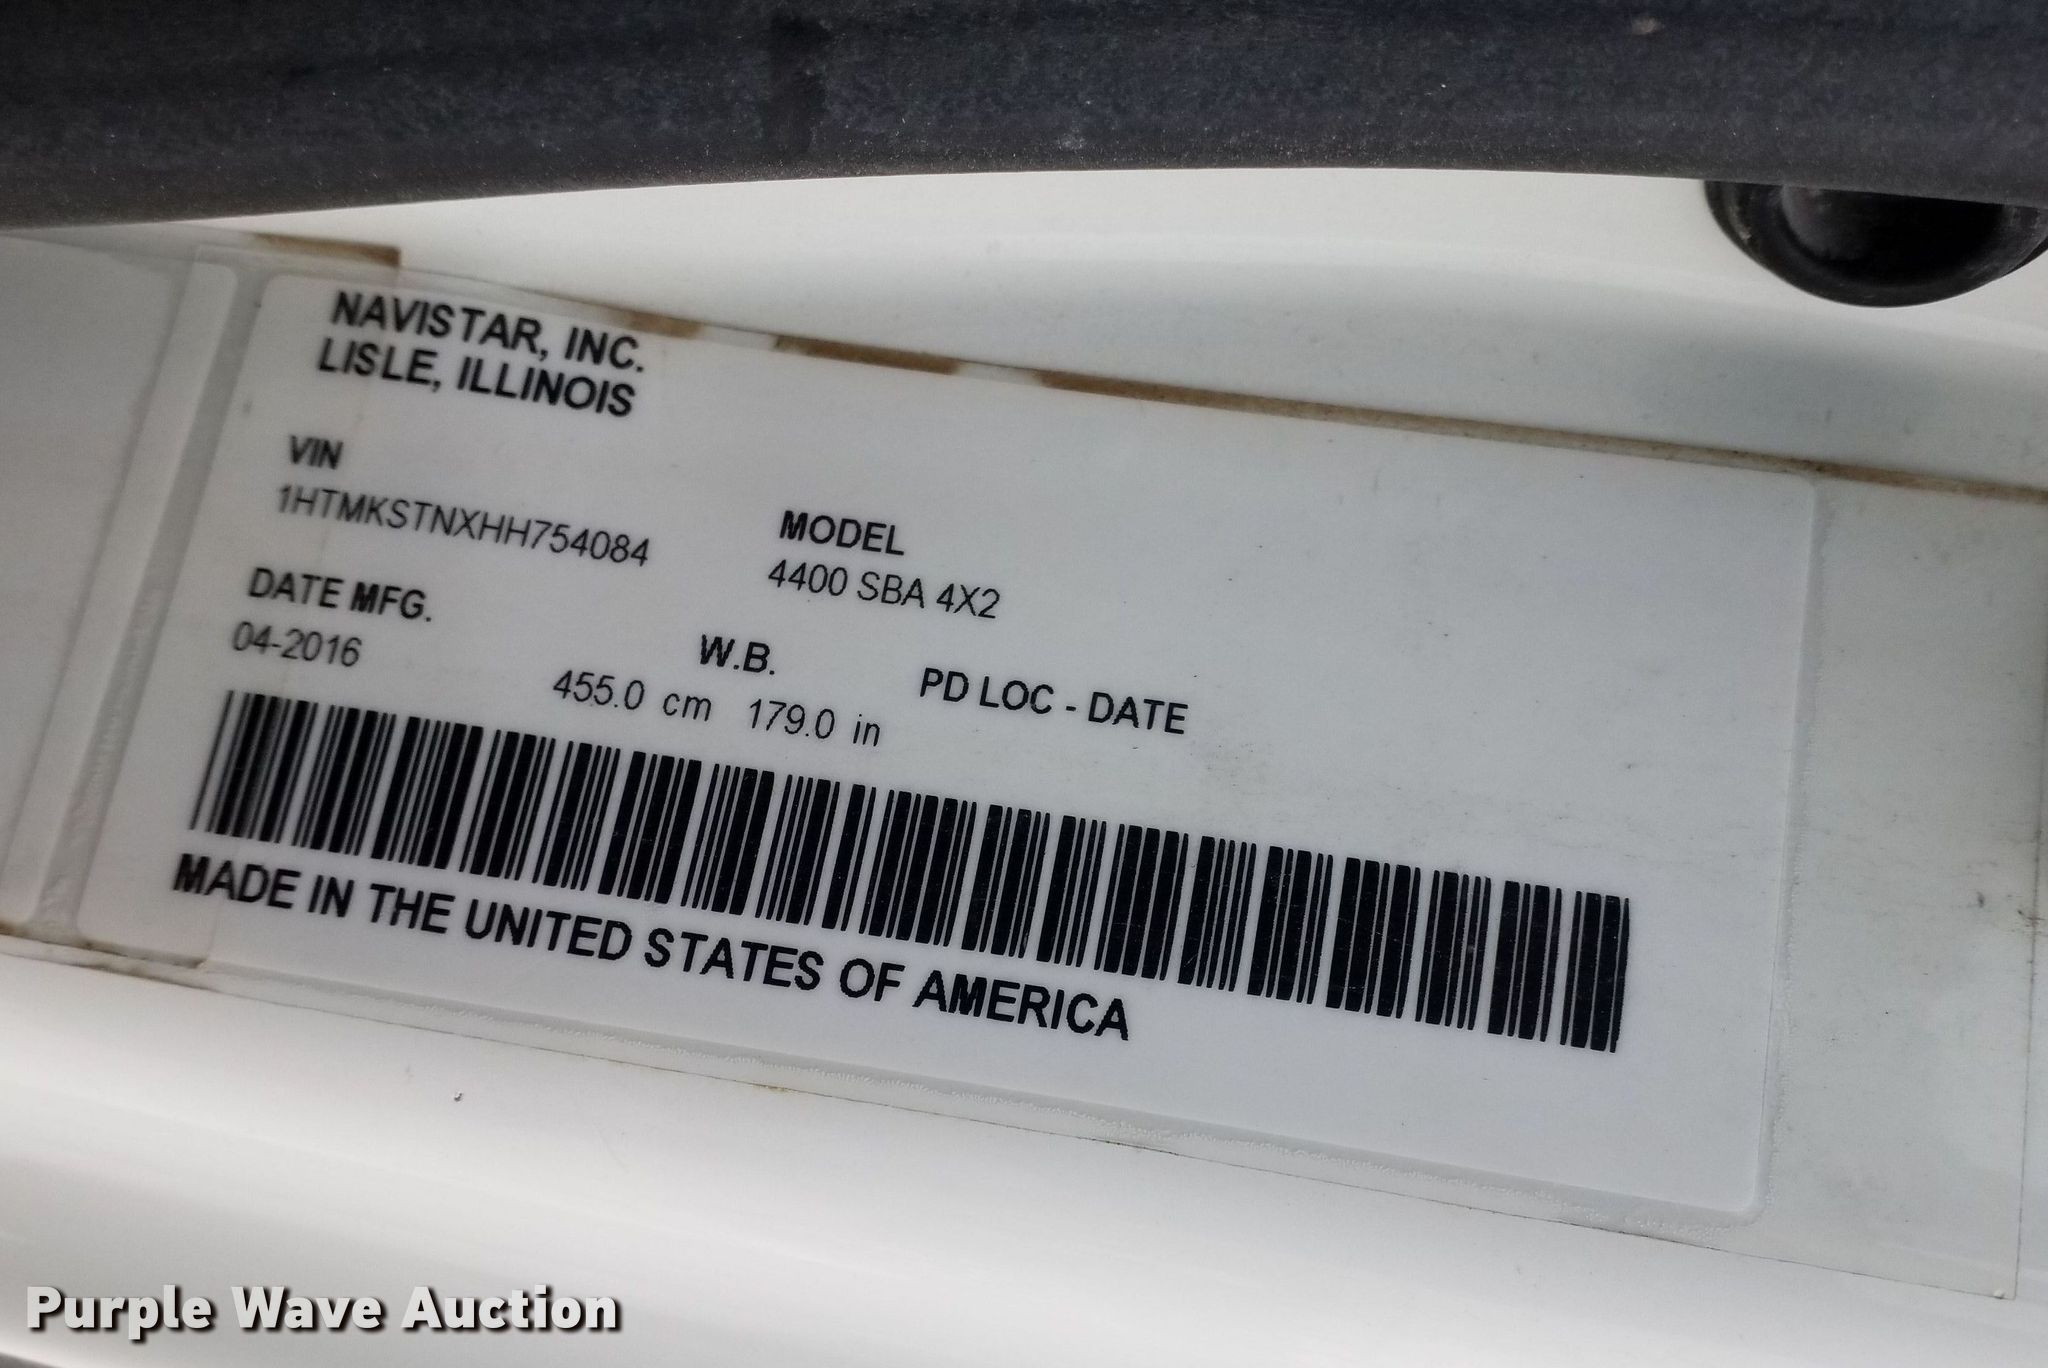 NAVISTAR, INC.
LISLE, ILLINOIS
VIN
1HTMKSTNXHH754084
MODEL
4400 SBA 4X2
DATE MFG.
04-2016
W.B.
455.0 cm 179.0 in
PD LOC - DATE
MADE IN THE UNITED STATES OF AMERICA
Purple Wave Auction